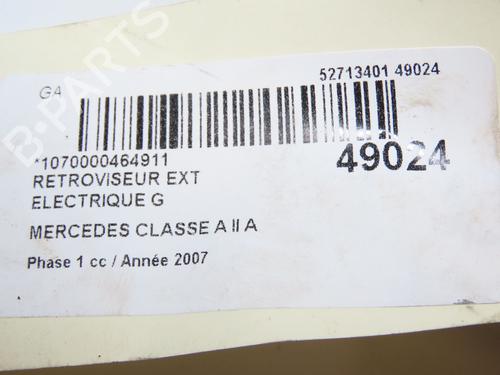 52713401 49024
GA
*1070000464911
49024
RETROVISEUR EXT
ELECTRIQUE G
MERCEDES CLASSE A II A
Phase 1 cc / Année 2007
B-PARTS